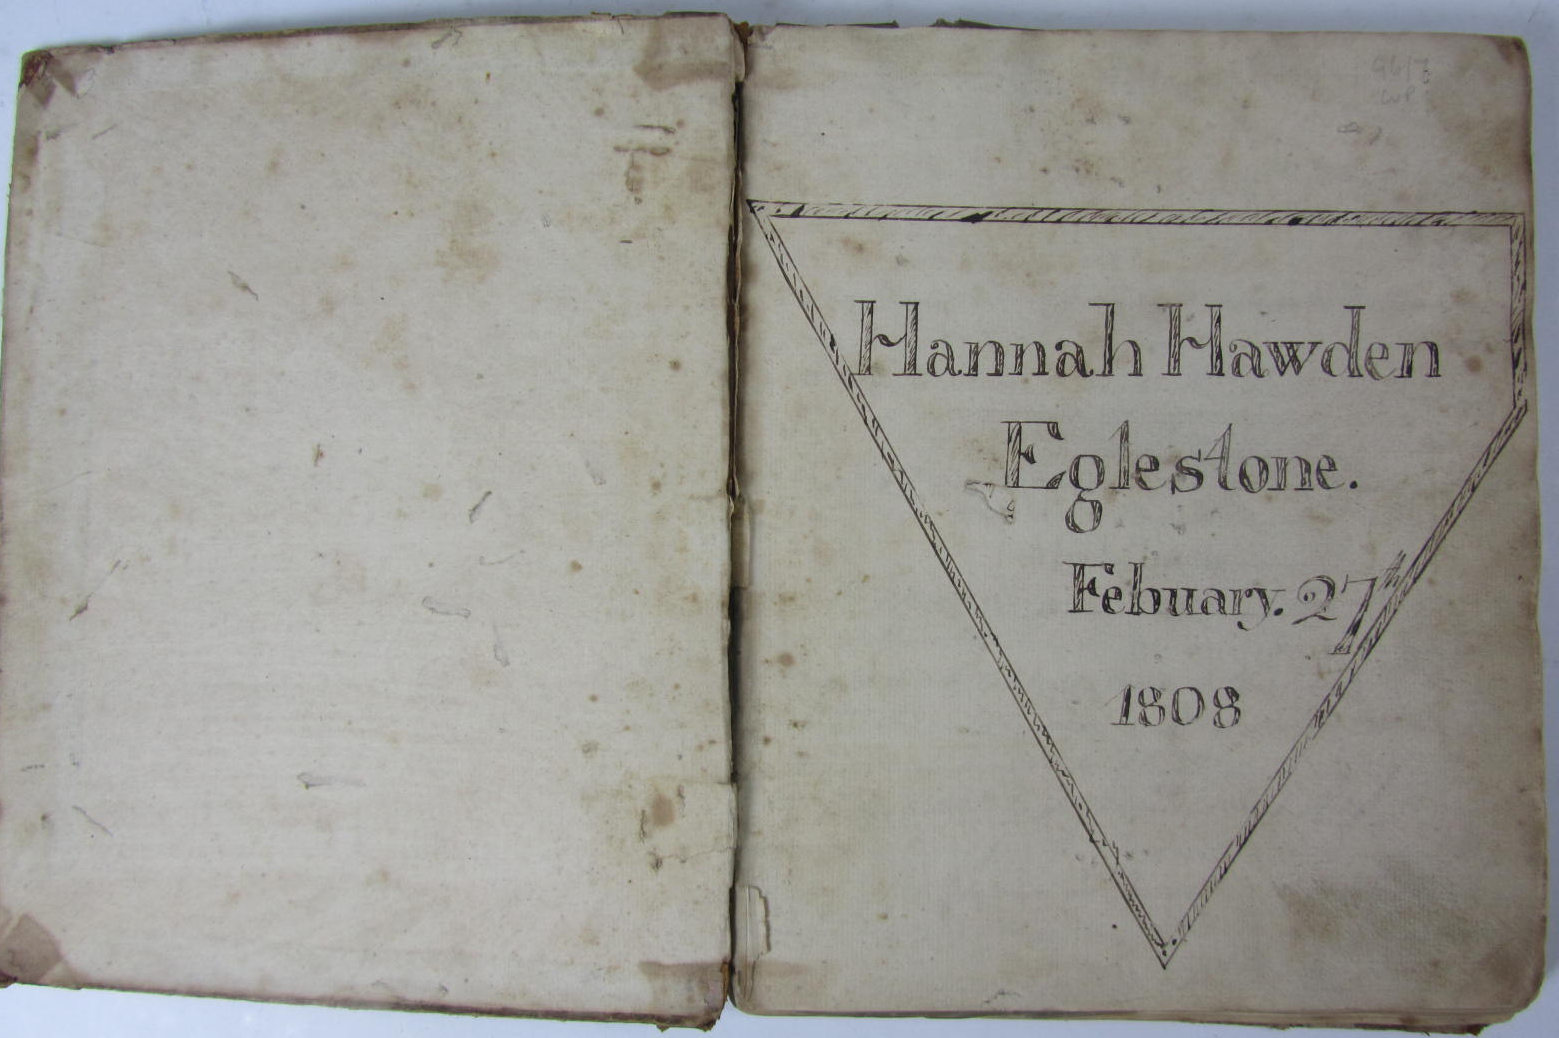 Hannah Hawden
Eglestone.
Febuary. 27th
1808